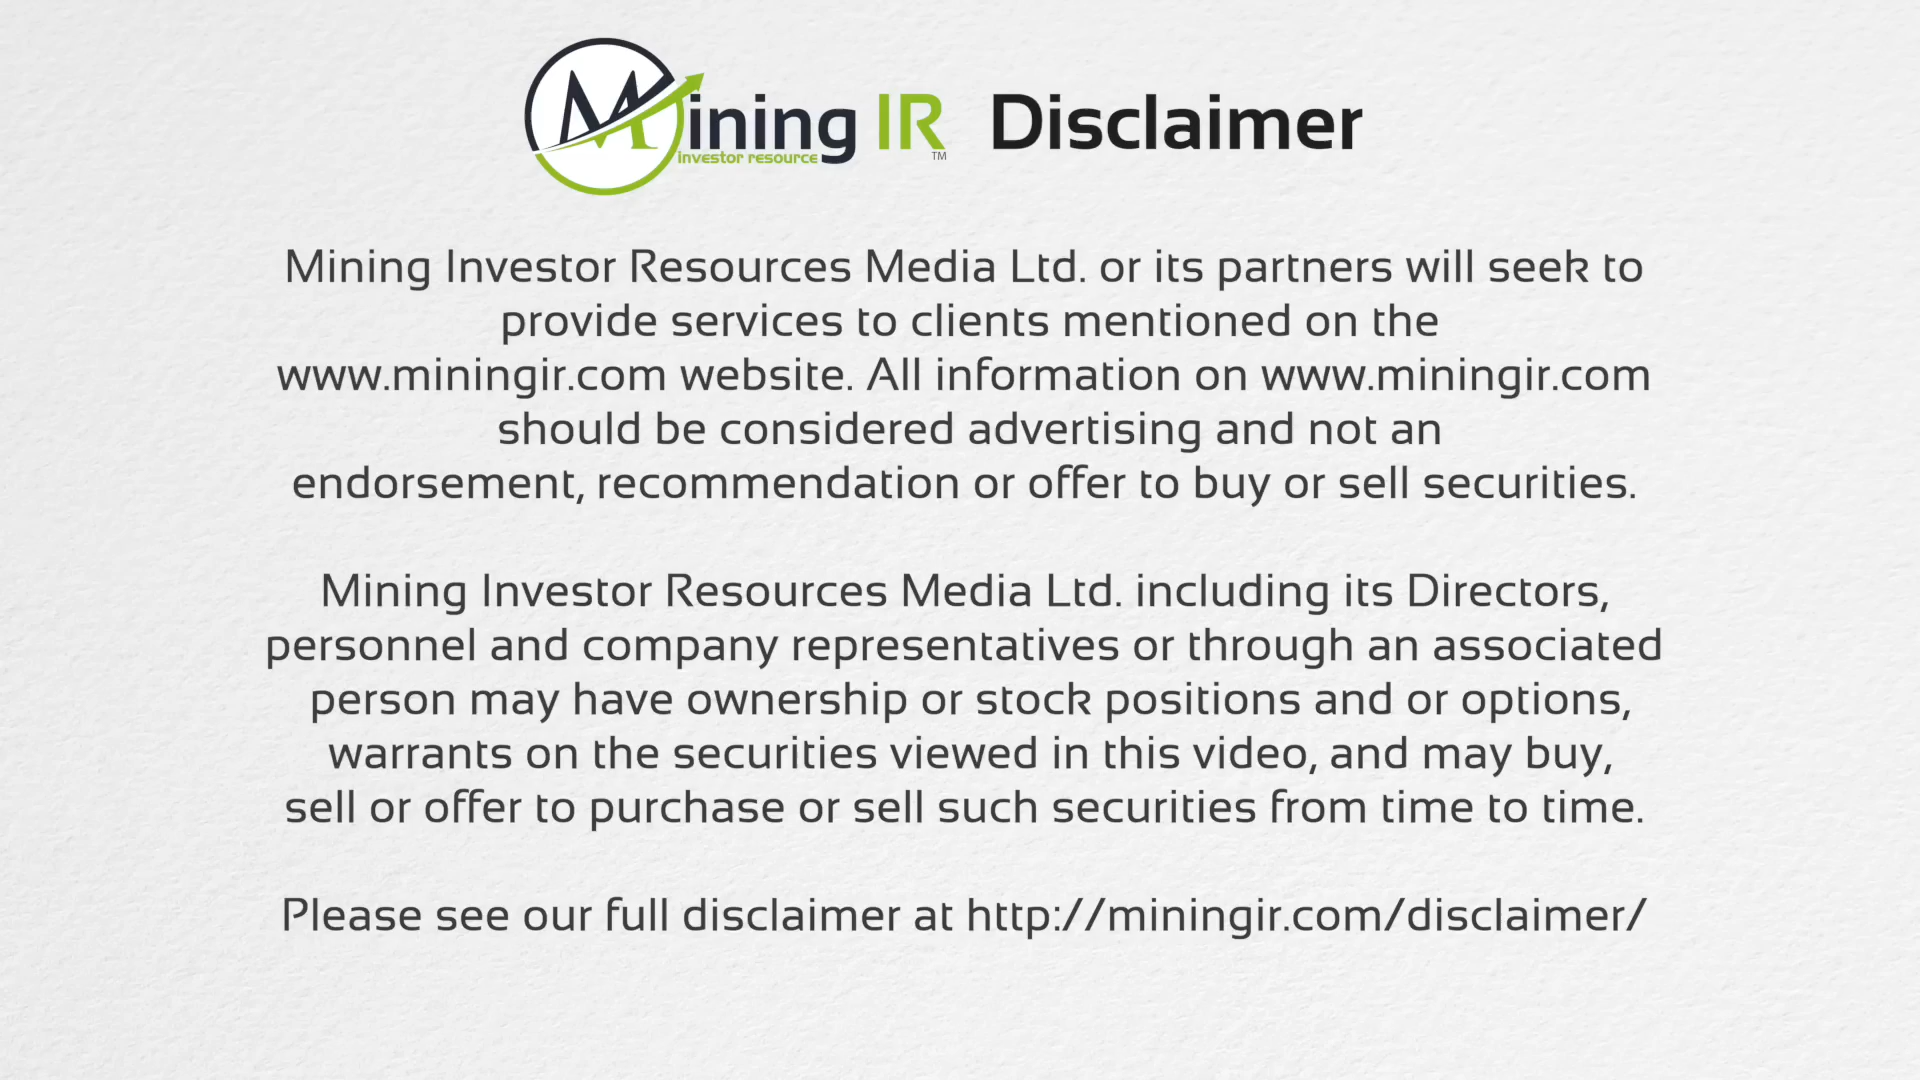 Mining IR Disclaimer
investor resource TM
Mining Investor Resources Media Ltd. or its partners will seek to
provide services to clients mentioned on the
www.miningir.com website. All information on www.miningir.com
should be considered advertising and not an
endorsement, recommendation or offer to buy or sell securities.
Mining Investor Resources Media Ltd. including its Directors,
personnel and company representatives or through an associated
person may have ownership or stock positions and or options,
warrants on the securities viewed in this video, and may buy,
sell or offer to purchase or sell such securities from time to time.
Please see our full disclaimer at http://miningir.com/disclaimer/